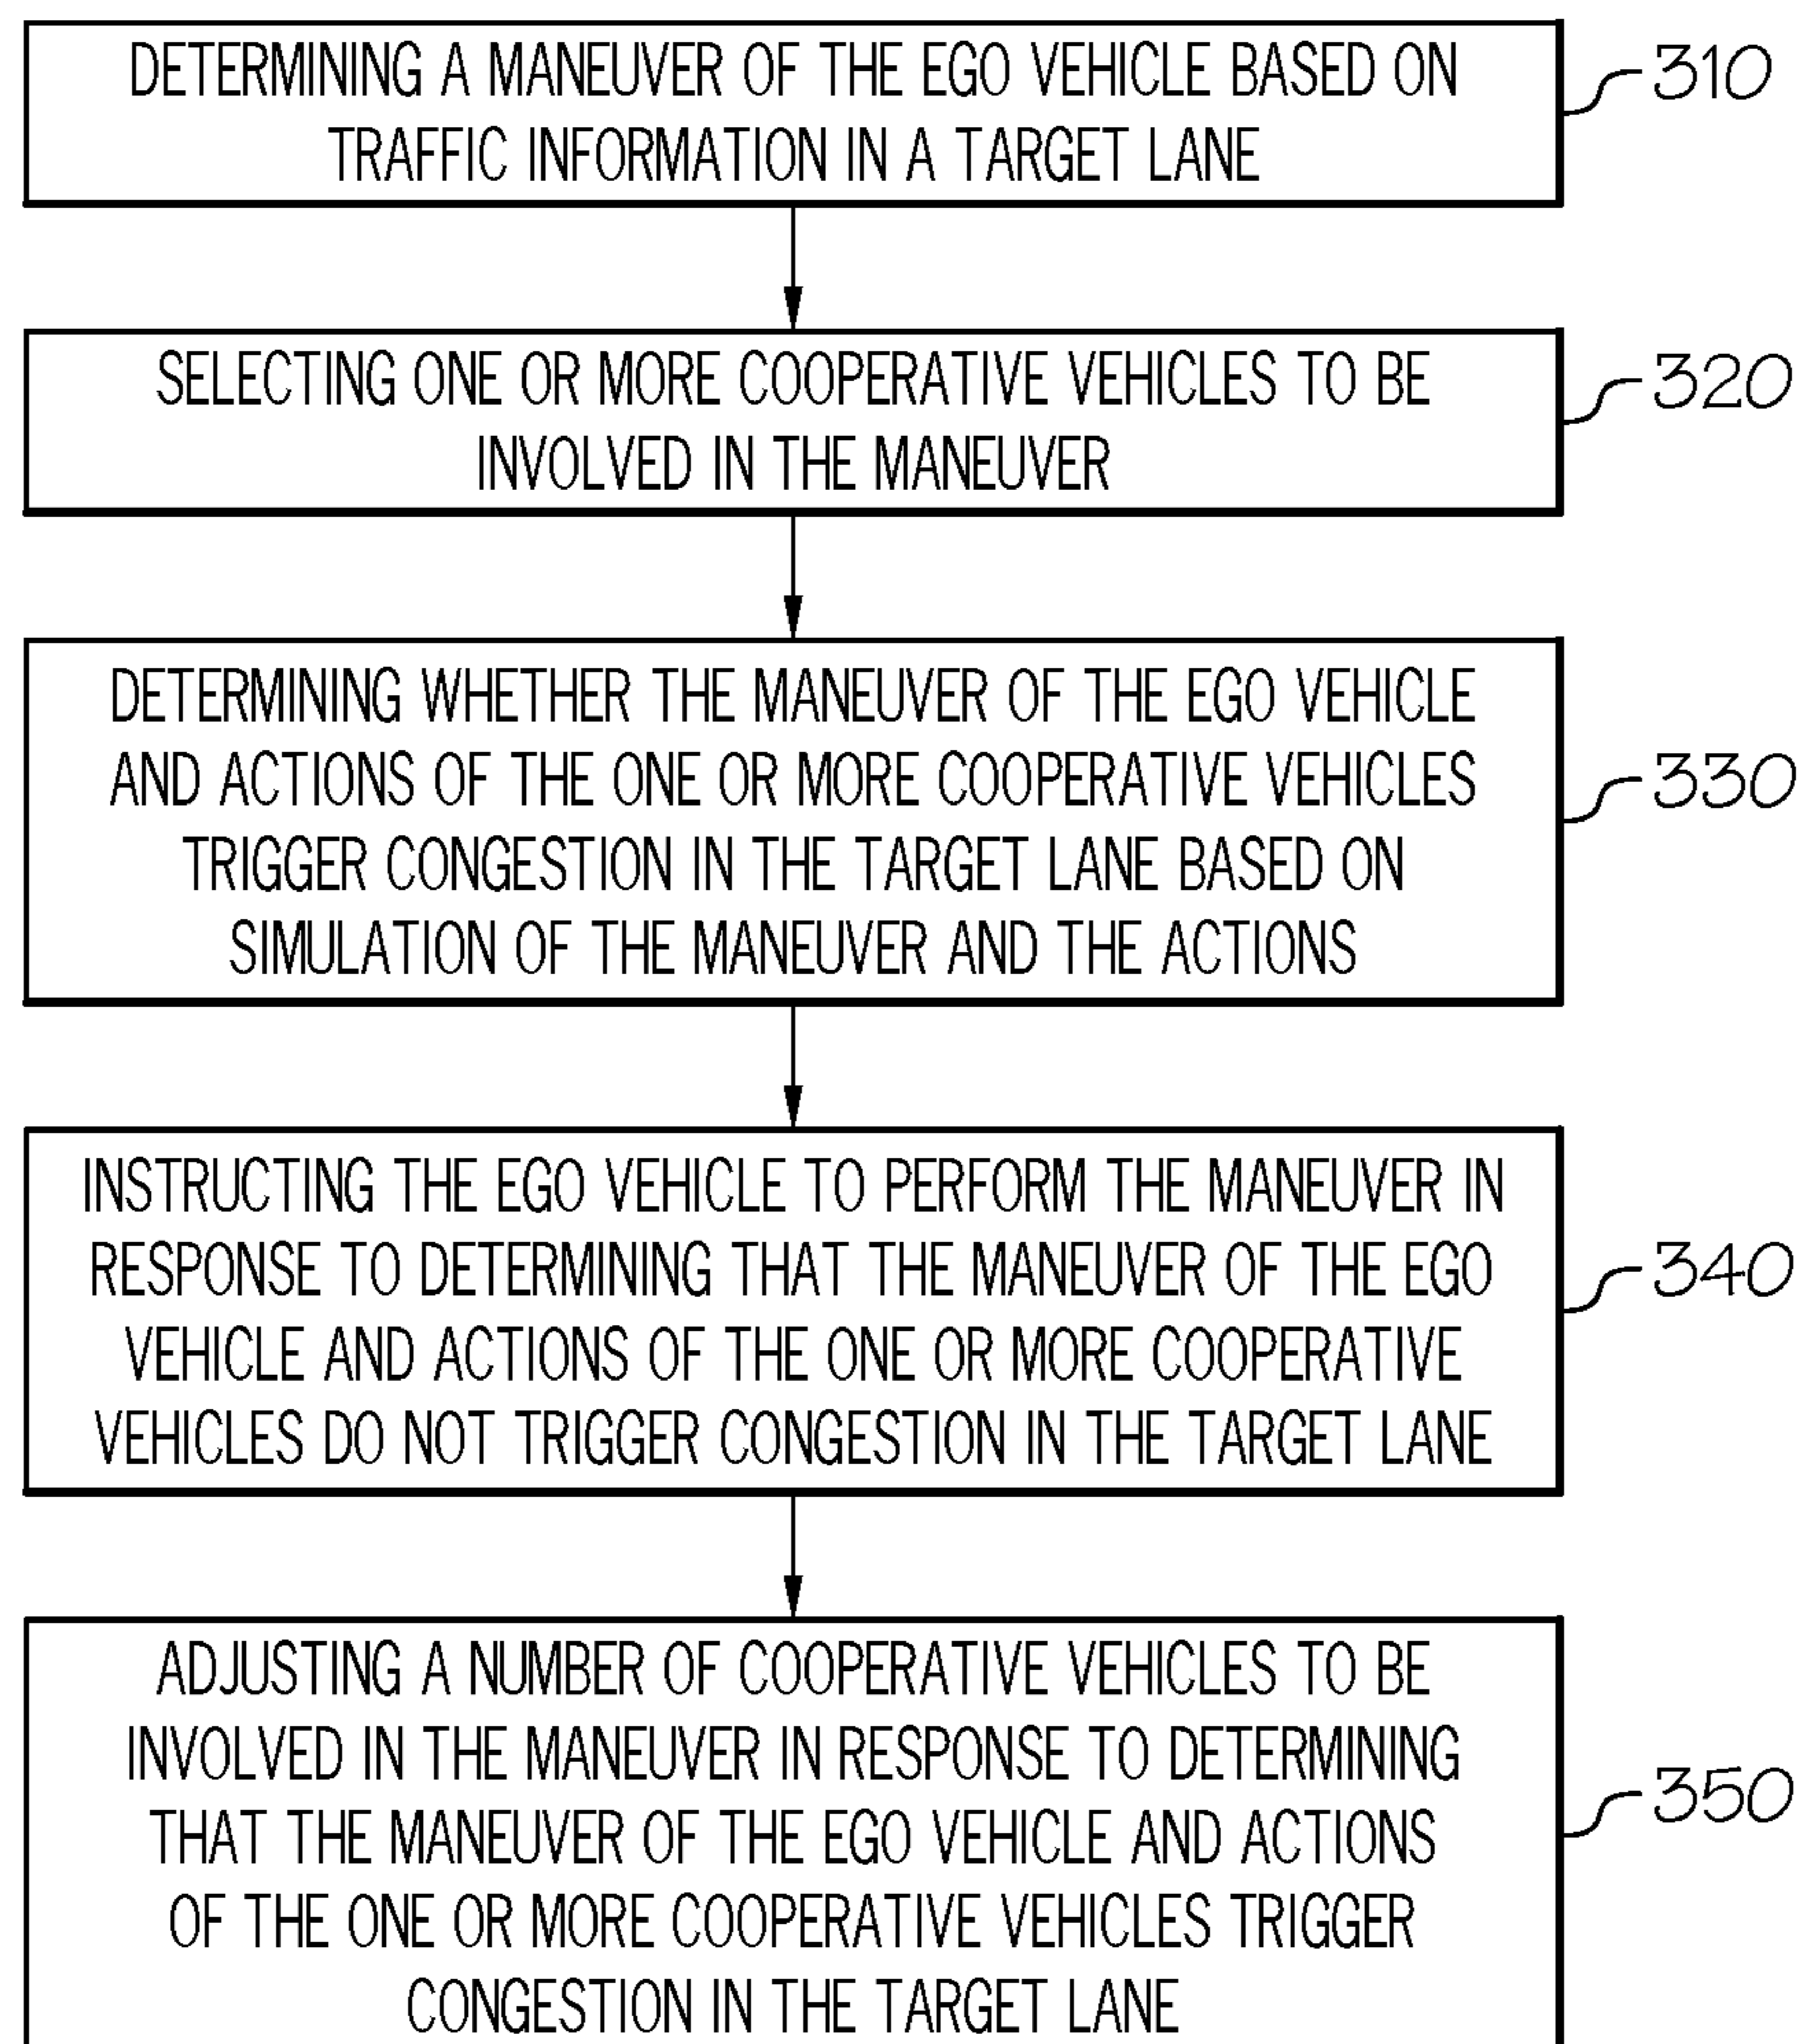 DETERMINING A MANEUVER OF THE EGO VEHICLE BASED ON
TRAFFIC INFORMATION IN A TARGET LANE
310
SELECTING ONE OR MORE COOPERATIVE VEHICLES TO BE
INVOLVED IN THE MANEUVER
320
DETERMINING WHETHER THE MANEUVER OF THE EGO VEHICLE
AND ACTIONS OF THE ONE OR MORE COOPERATIVE VEHICLES
TRIGGER CONGESTION IN THE TARGET LANE BASED ON
SIMULATION OF THE MANEUVER AND THE ACTIONS
330
INSTRUCTING THE EGO VEHICLE TO PERFORM THE MANEUVER IN
RESPONSE TO DETERMINING THAT THE MANEUVER OF THE EGO
VEHICLE AND ACTIONS OF THE ONE OR MORE COOPERATIVE
VEHICLES DO NOT TRIGGER CONGESTION IN THE TARGET LANE
340
ADJUSTING A NUMBER OF COOPERATIVE VEHICLES TO BE
INVOLVED IN THE MANEUVER IN RESPONSE TO DETERMINING
THAT THE MANEUVER OF THE EGO VEHICLE AND ACTIONS
OF THE ONE OR MORE COOPERATIVE VEHICLES TRIGGER
CONGESTION IN THE TARGET LANE
350